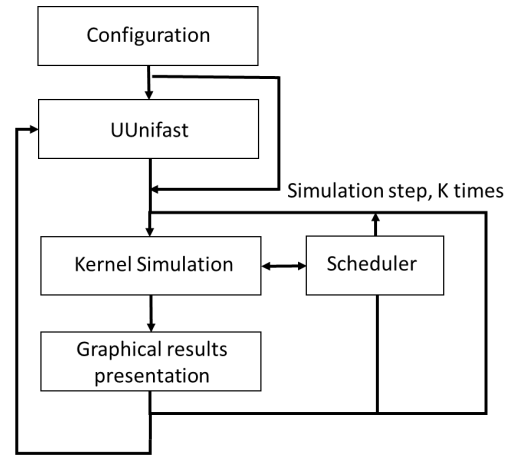 Configuration
UUnifast
Simulation step, K times
Kernel Simulation
Scheduler
Graphical results
presentation